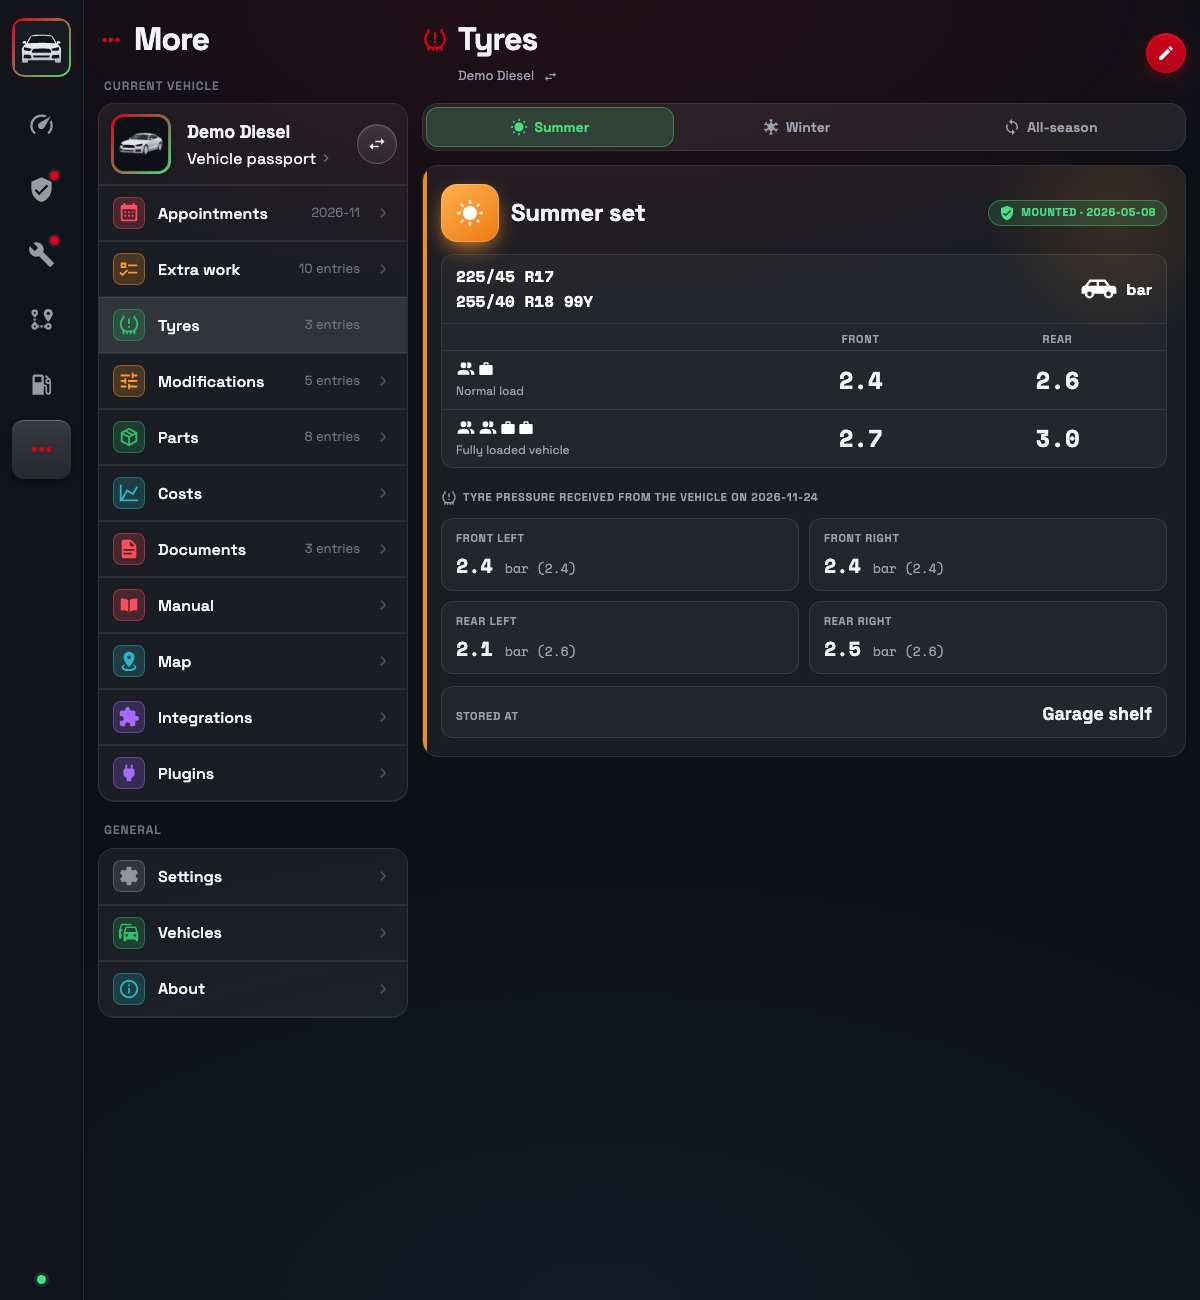 More
CURRENT VEHICLE
Demo Diesel
Vehicle passport
Appointments 2026-11
Extra work 10 entries
Tyres 3 entries
Modifications 5 entries
Parts 8 entries
Costs
Documents 3 entries
Manual
Map
Integrations
Plugins
GENERAL
Settings
Vehicles
About
Tyres
Demo Diesel
Summer Winter All-season
Summer set
MOUNTED · 2026-05-08
225/45 R17
255/40 R18 99Y
bar
FRONT REAR
Normal load 2.4 2.6
Fully loaded vehicle 2.7 3.0
TYRE PRESSURE RECEIVED FROM THE VEHICLE ON 2026-11-24
FRONT LEFT
2.4 bar (2.4)
FRONT RIGHT
2.4 bar (2.4)
REAR LEFT
2.1 bar (2.6)
REAR RIGHT
2.5 bar (2.6)
STORED AT Garage shelf